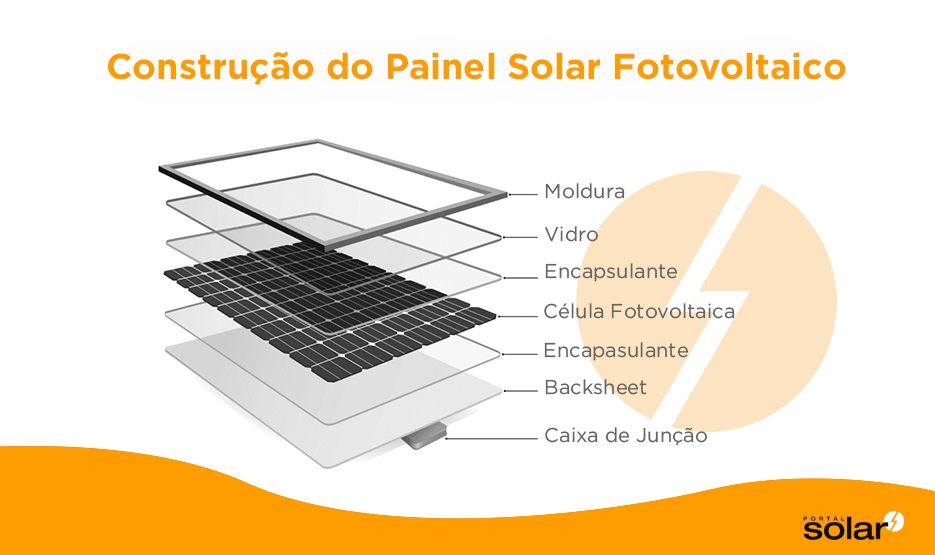 Construção do Painel Solar Fotovoltaico
Moldura
Vidro
Encapsulante
Célula Fotovoltaica
Encapasulante
Backsheet
Caixa de Junção
PORTAL
solar